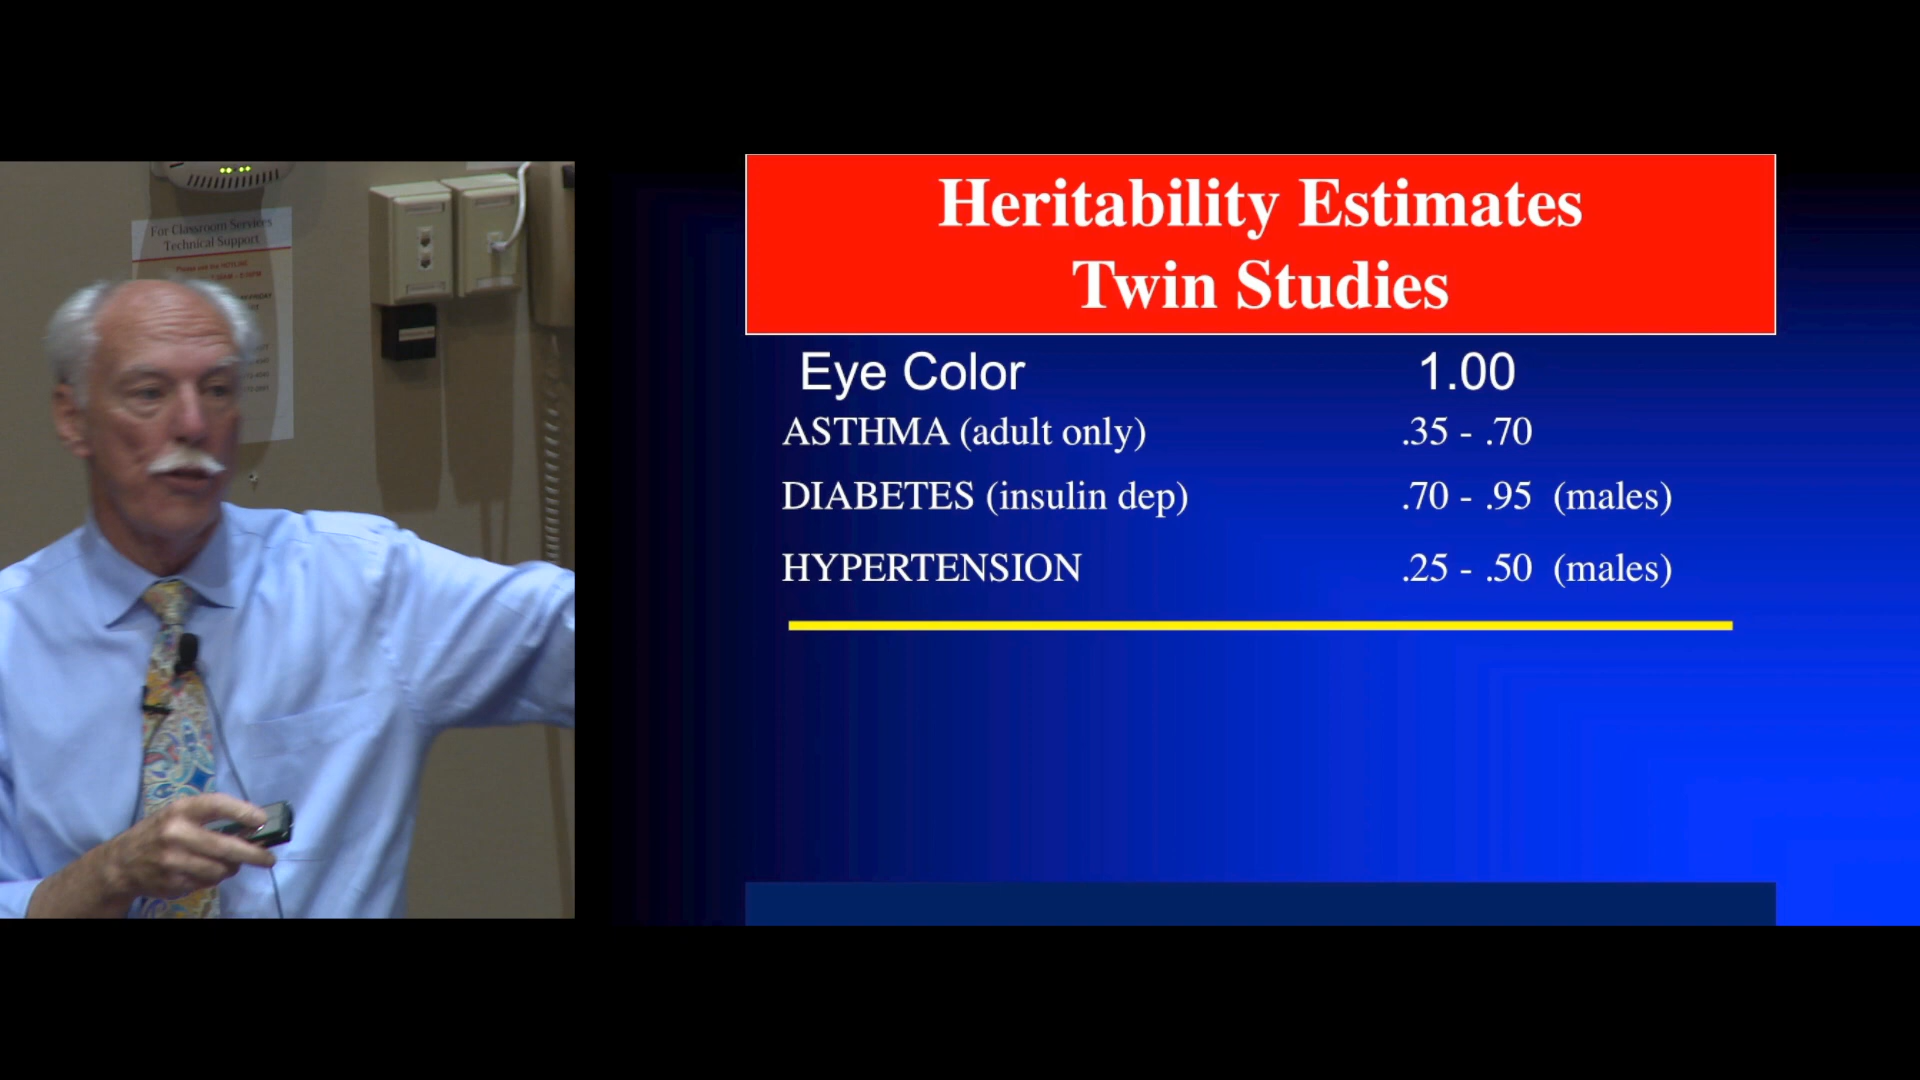 For Classroom Services
Technical Support
Heritability Estimates
Twin Studies
Eye Color 1.00
ASTHMA (adult only) .35 - .70
DIABETES (insulin dep) .70 - .95 (males)
HYPERTENSION .25 - .50 (males)